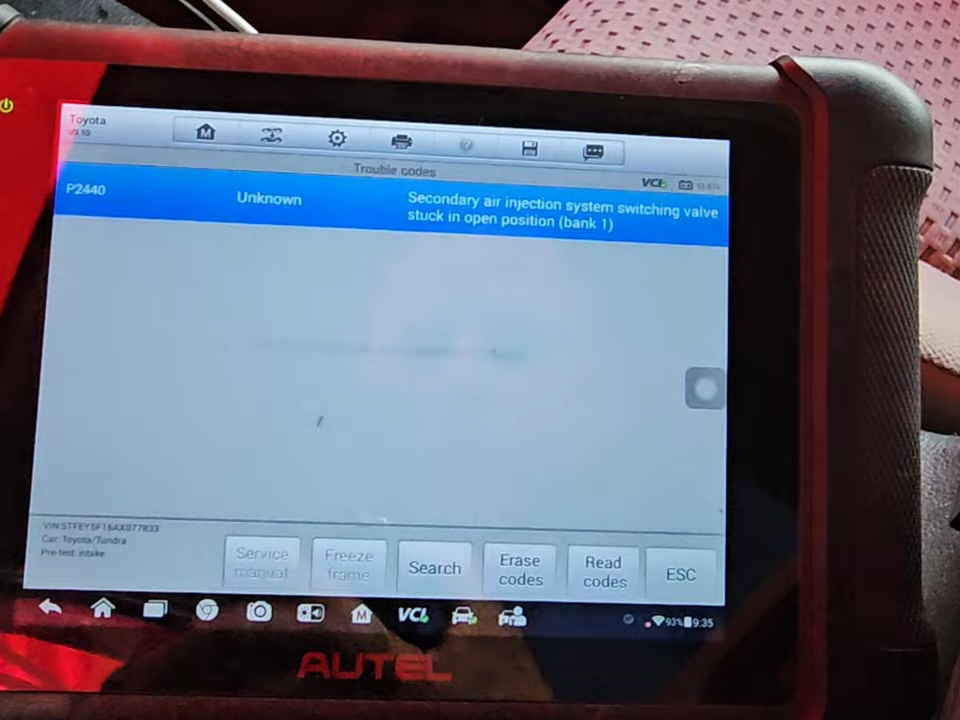 Toyota
V9.10
M
Trouble codes
VCI
P2440
Unknown
Secondary air injection system switching valve
stuck in open position (bank 1)
Car: Toyota/Tundra
Pre-test: intake
Service
manual
Freeze
frame
Search
Erase
codes
Read
codes
ESC
M
VCI
93%
9:35
AUTEL